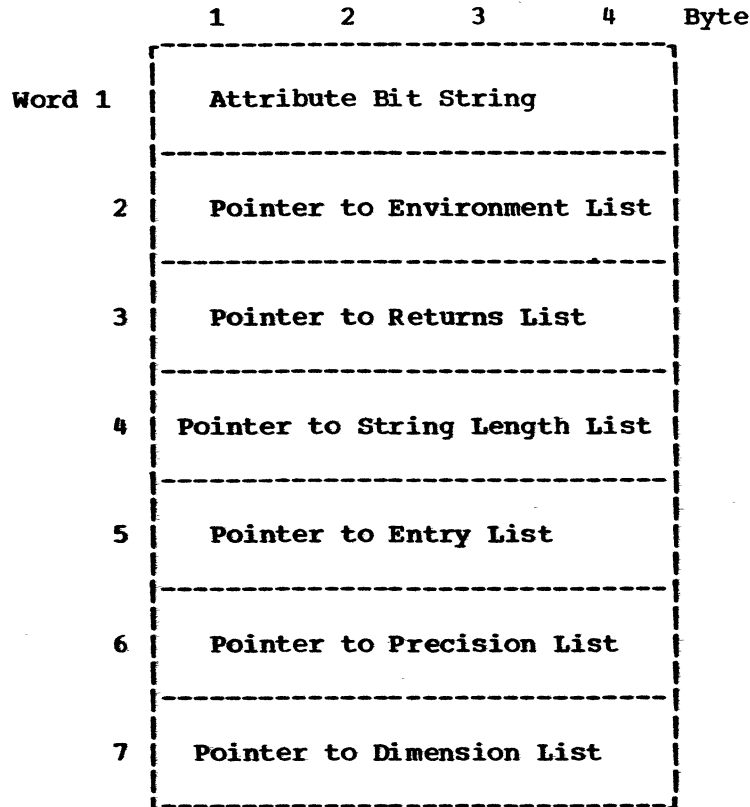 1 2 3 4 Byte
Word 1 Attribute Bit String
2 Pointer to Environment List
3 Pointer to Returns List
4 Pointer to String Length List
5 Pointer to Entry List
6 Pointer to Precision List
7 Pointer to Dimension List